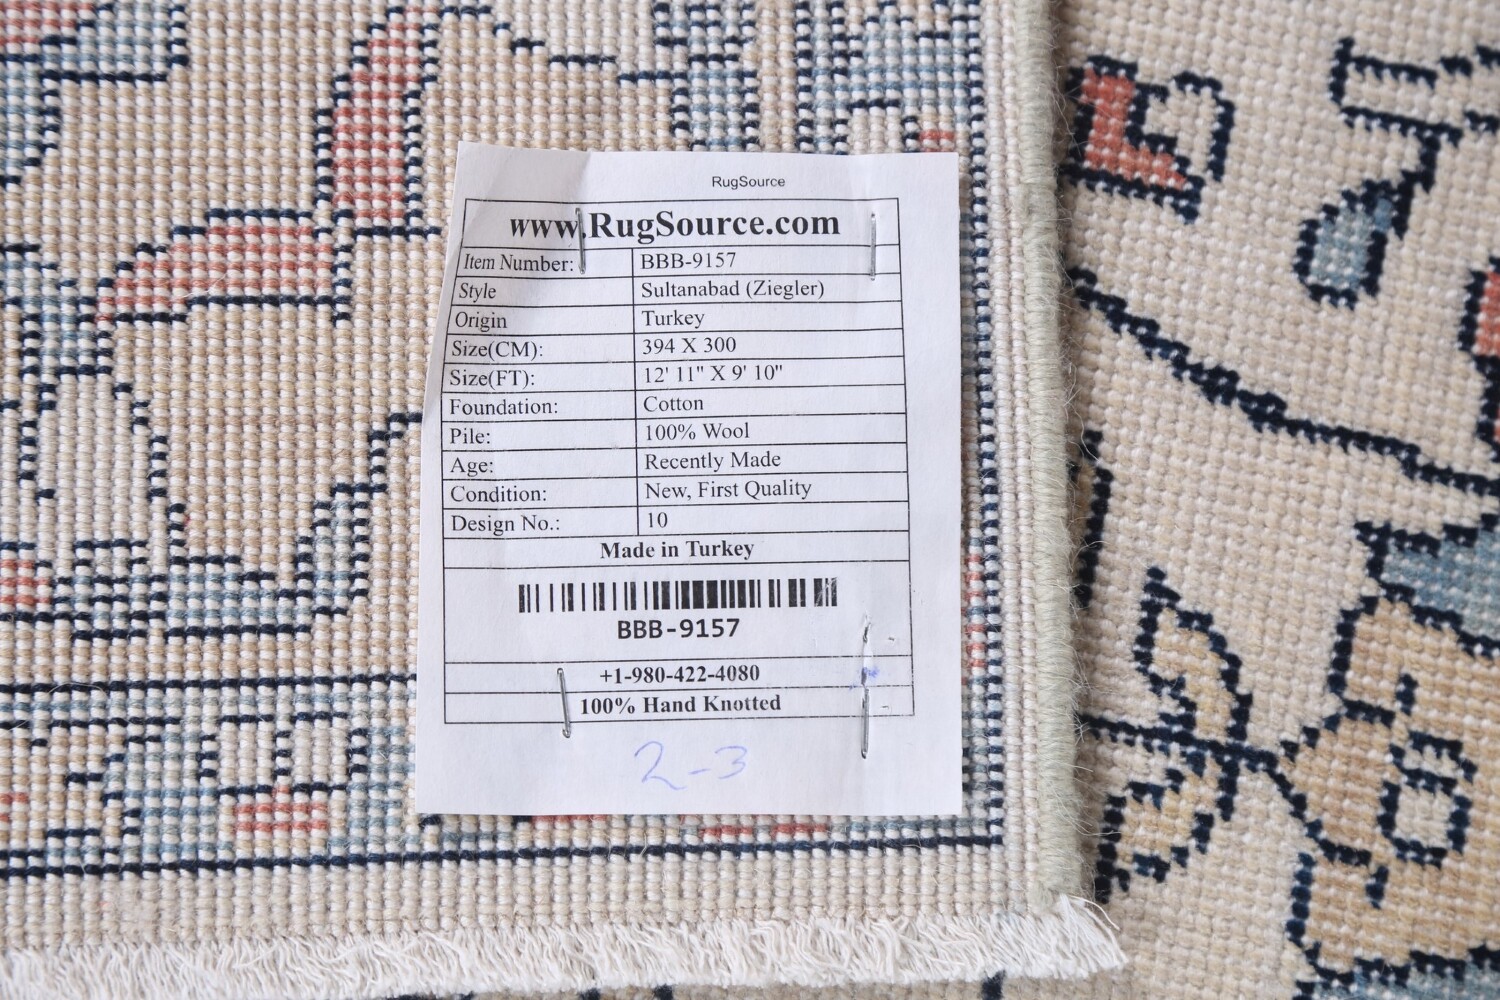 RugSource
www.RugSource.com
Item Number: BBB-9157
Style Sultanabad (Ziegler)
Origin Turkey
Size(CM): 394 X 300
Size(FT): 12' 11" X 9' 10"
Foundation: Cotton
Pile: 100% Wool
Age: Recently Made
Condition: New, First Quality
Design No.: 10
Made in Turkey
BBB-9157
+1-980-422-4080
100% Hand Knotted
2-3